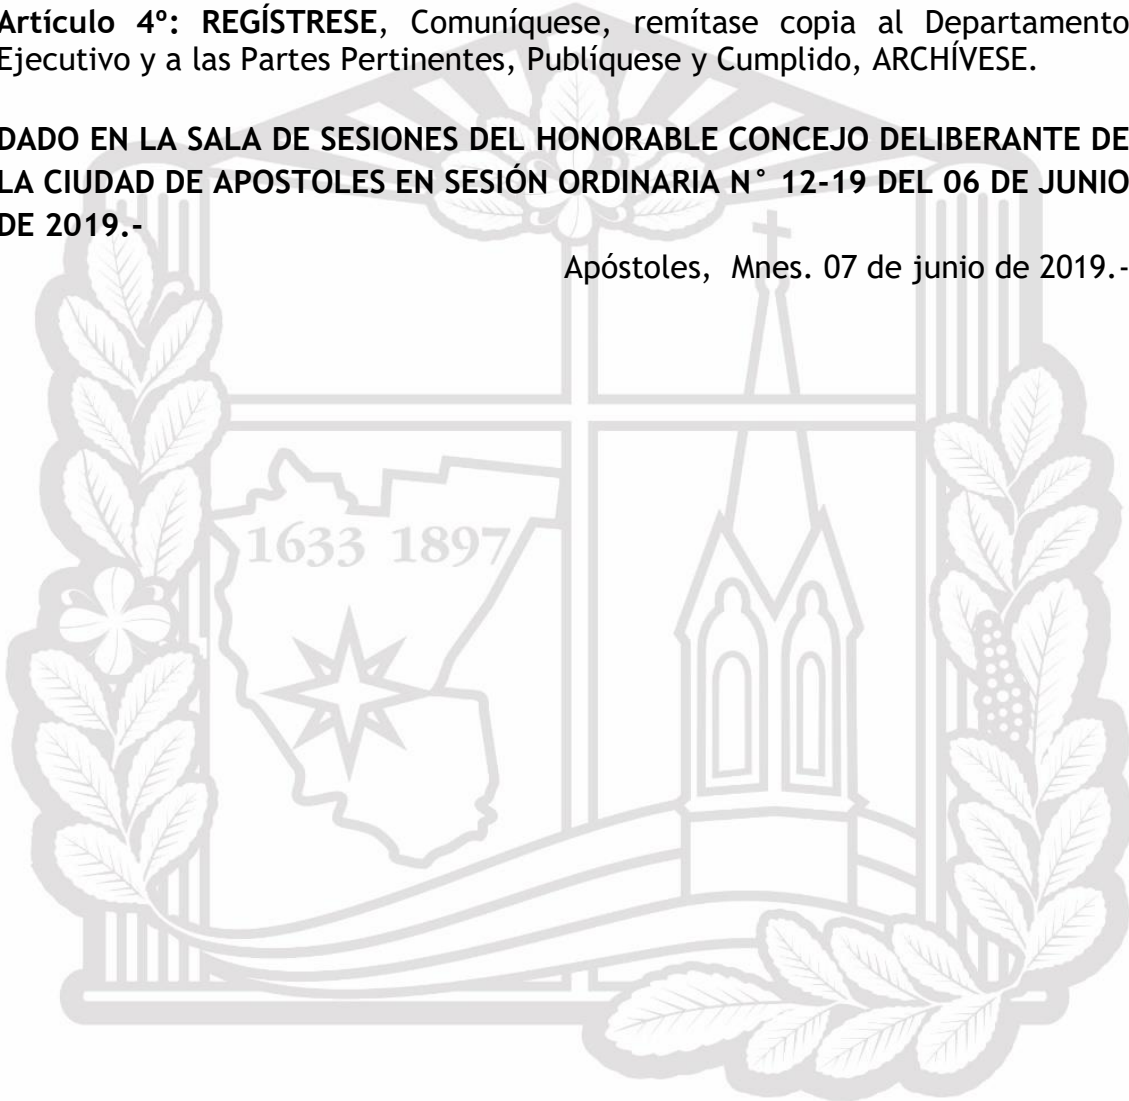 Artículo 4º: REGÍSTRESE, Comuníquese, remítase copia al Departamento
Ejecutivo y a las Partes Pertinentes, Publíquese y Cumplido, ARCHÍVESE.
DADO EN LA SALA DE SESIONES DEL HONORABLE CONCEJO DELIBERANTE DE
LA CIUDAD DE APOSTOLES EN SESIÓN ORDINARIA N° 12-19 DEL 06 DE JUNIO
DE 2019.-
Apóstoles, Mnes. 07 de junio de 2019.-
1633 1897